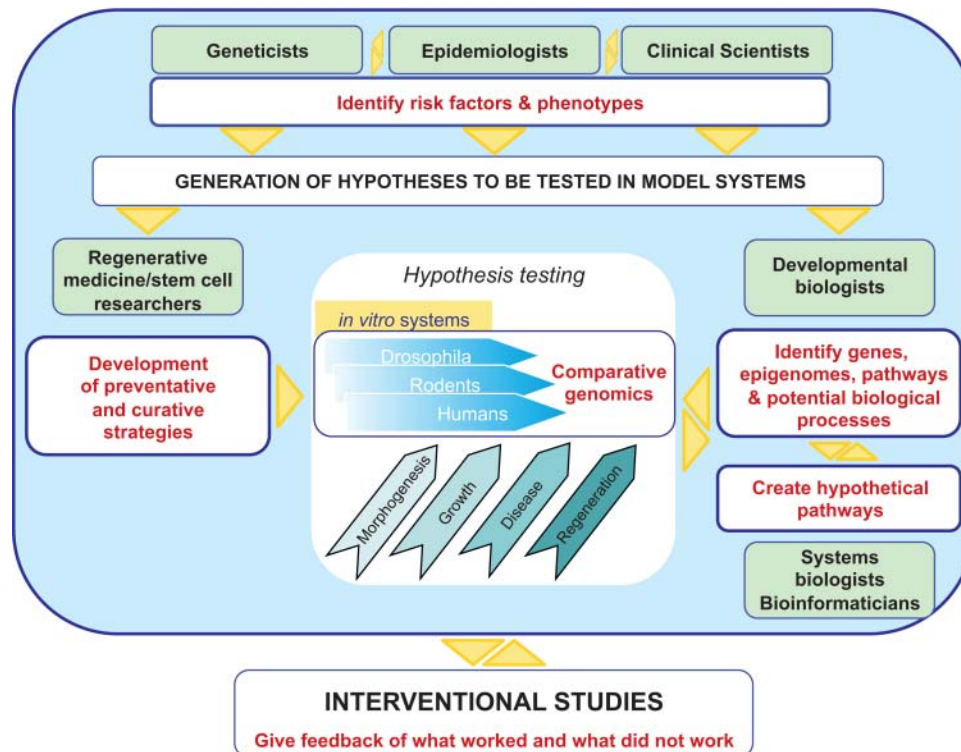 Geneticists
Epidemiologists
Clinical Scientists
Identify risk factors & phenotypes
GENERATION OF HYPOTHESES TO BE TESTED IN MODEL SYSTEMS
Regenerative
medicine/stem cell
researchers
Development
of preventative
and curative
strategies
Hypothesis testing
in vitro systems
Drosophila
Rodents
Humans
Comparative
genomics
Morphogenesis
Growth
Disease
Regeneration
Developmental
biologists
Identify genes,
epigenomes, pathways
& potential biological
processes
Create hypothetical
pathways
Systems
biologists
Bioinformaticians
INTERVENTIONAL STUDIES
Give feedback of what worked and what did not work